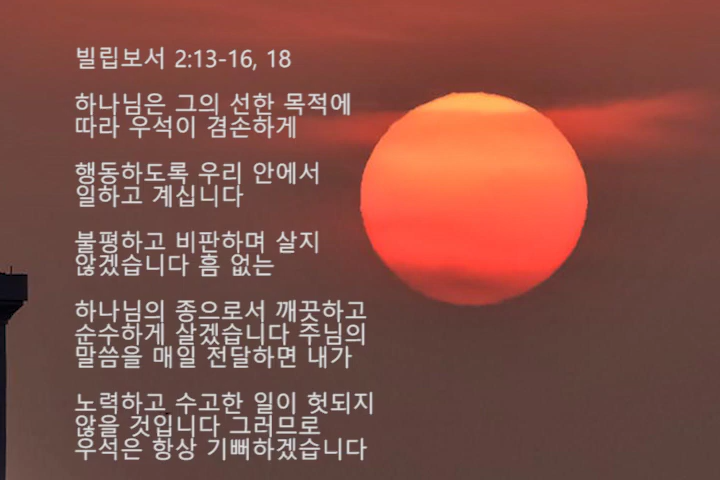 빌립보서 2:13-16, 18
하나님은 그의 선한 목적에
따라 우석이 겸손하게
행동하도록 우리 안에서
일하고 계십니다
불평하고 비판하며 살지
않겠습니다 흠 없는
하나님의 종으로서 깨끗하고
순수하게 살겠습니다 주님의
말씀을 매일 전달하면 내가
노력하고 수고한 일이 헛되지
않을 것입니다 그러므로
우석은 항상 기뻐하겠습니다